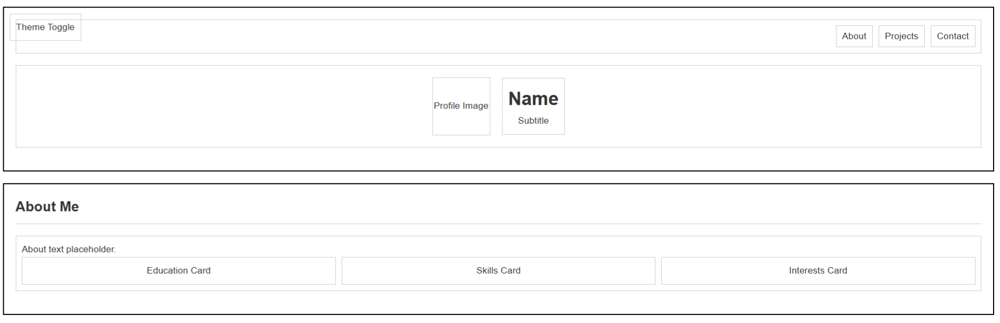 Theme Toggle
About Projects Contact
Profile Image
Name
Subtitle
About Me
About text placeholder.
Education Card
Skills Card
Interests Card